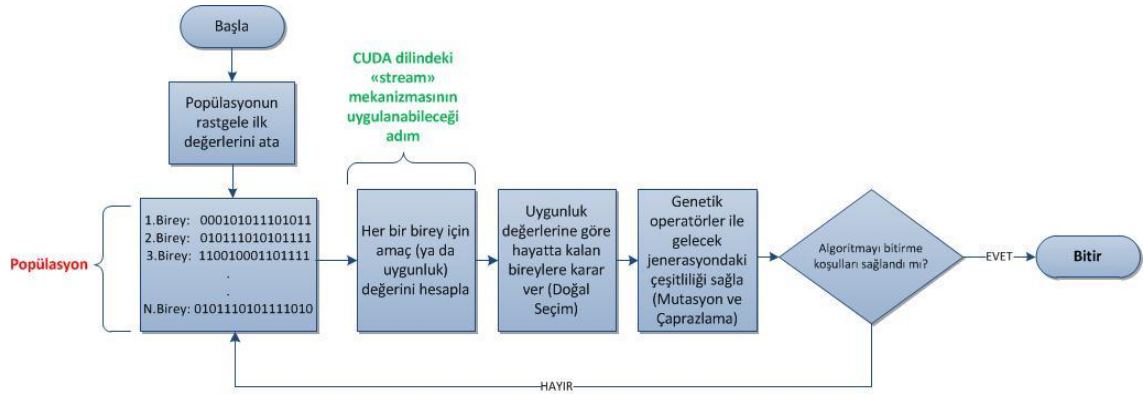 Başla
Popülasyonun
rastgele ilk
değerlerini ata
CUDA dilindeki
«stream»
mekanizmasının
uygulanabileceği
adım
Popülasyon
1.Birey: 000101011101011
2.Birey: 010111010101111
3.Birey: 110010001101111
.
.
N.Birey: 0101110101111010
Her bir birey için
amaç (ya da
uygunluk)
değerini hesapla
Uygunluk
değerlerine göre
hayatta kalan
bireylere karar
ver (Doğal
Seçim)
Genetik
operatörler ile
gelecek
jenerasyondaki
çeşitliliği sağla
(Mutasyon ve
Çaprazlama)
Algoritmayı bitirme
koşulları sağlandı mı?
EVET
Bitir
HAYIR